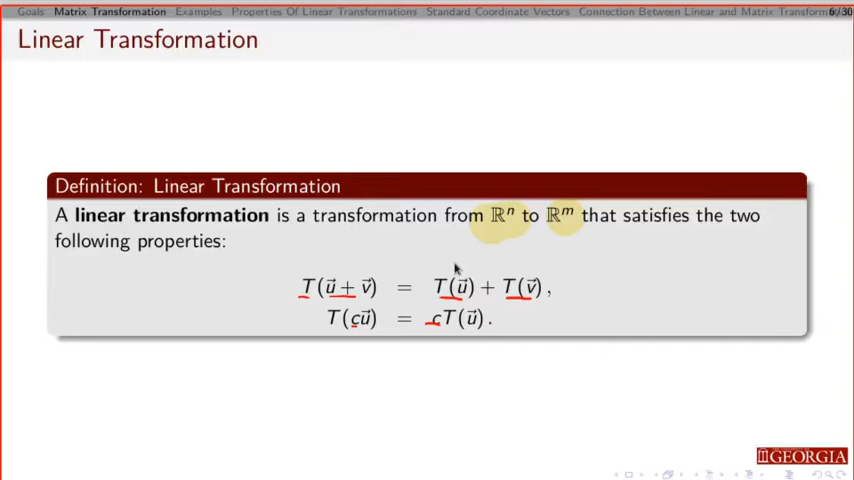 Goals Matrix Transformation Examples Properties Of Linear Transformations Standard Coordinate Vectors Connection Between Linear and Matrix Transform 6/30
Linear Transformation
Definition: Linear Transformation
A linear transformation is a transformation from ℝⁿ to ℝᵐ that satisfies the two
following properties:
T(u⃗ + v⃗) = T(u⃗) + T(v⃗),
T(cu⃗) = cT(u⃗).
GEORGIA